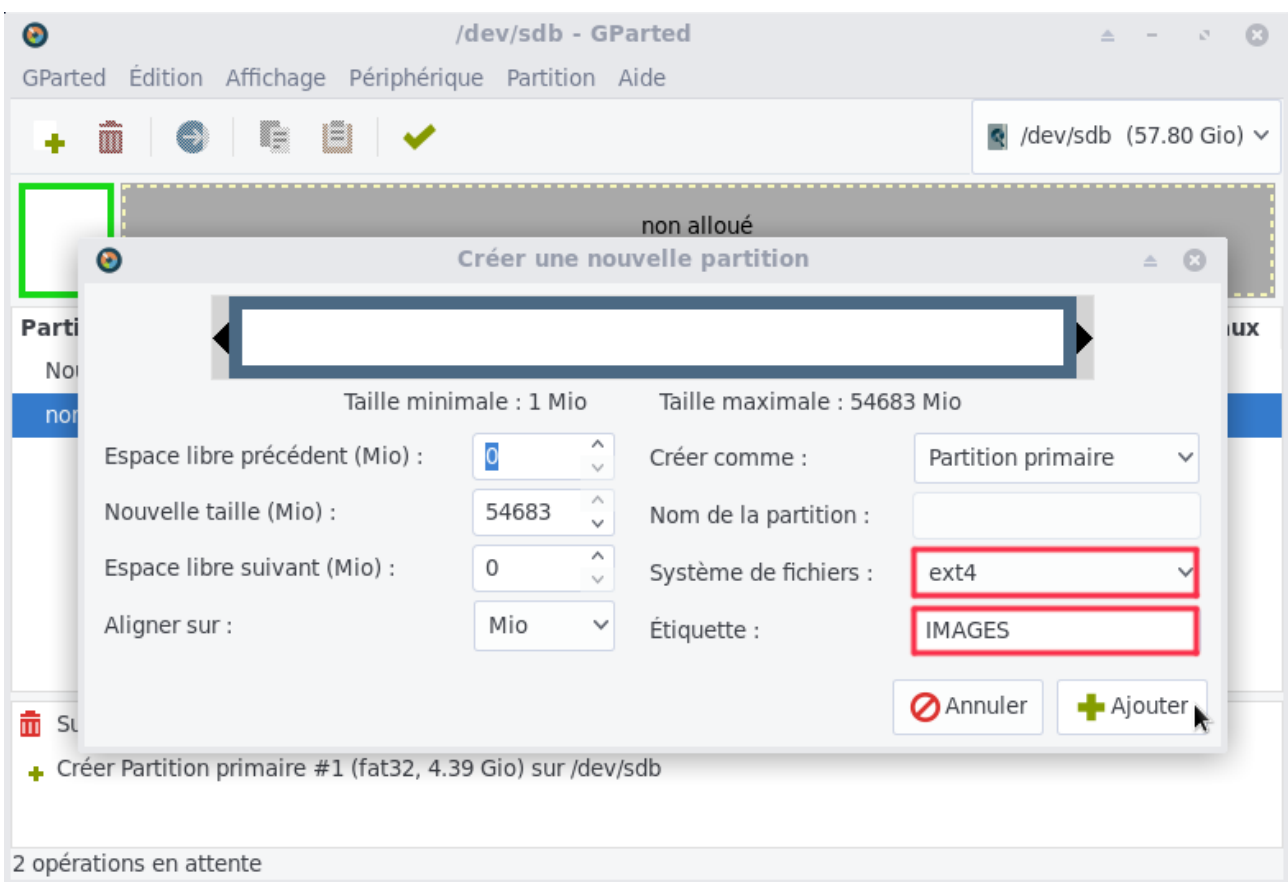 /dev/sdb - GParted
GParted Édition Affichage Périphérique Partition Aide
/dev/sdb (57.80 Gio)
non alloué
Créer une nouvelle partition
Taille minimale : 1 Mio Taille maximale : 54683 Mio
Espace libre précédent (Mio) : 0 Créer comme : Partition primaire
Nouvelle taille (Mio) : 54683 Nom de la partition :
Espace libre suivant (Mio) : 0 Système de fichiers : ext4
Aligner sur : Mio Étiquette : IMAGES
Annuler Ajouter
Créer Partition primaire #1 (fat32, 4.39 Gio) sur /dev/sdb
2 opérations en attente